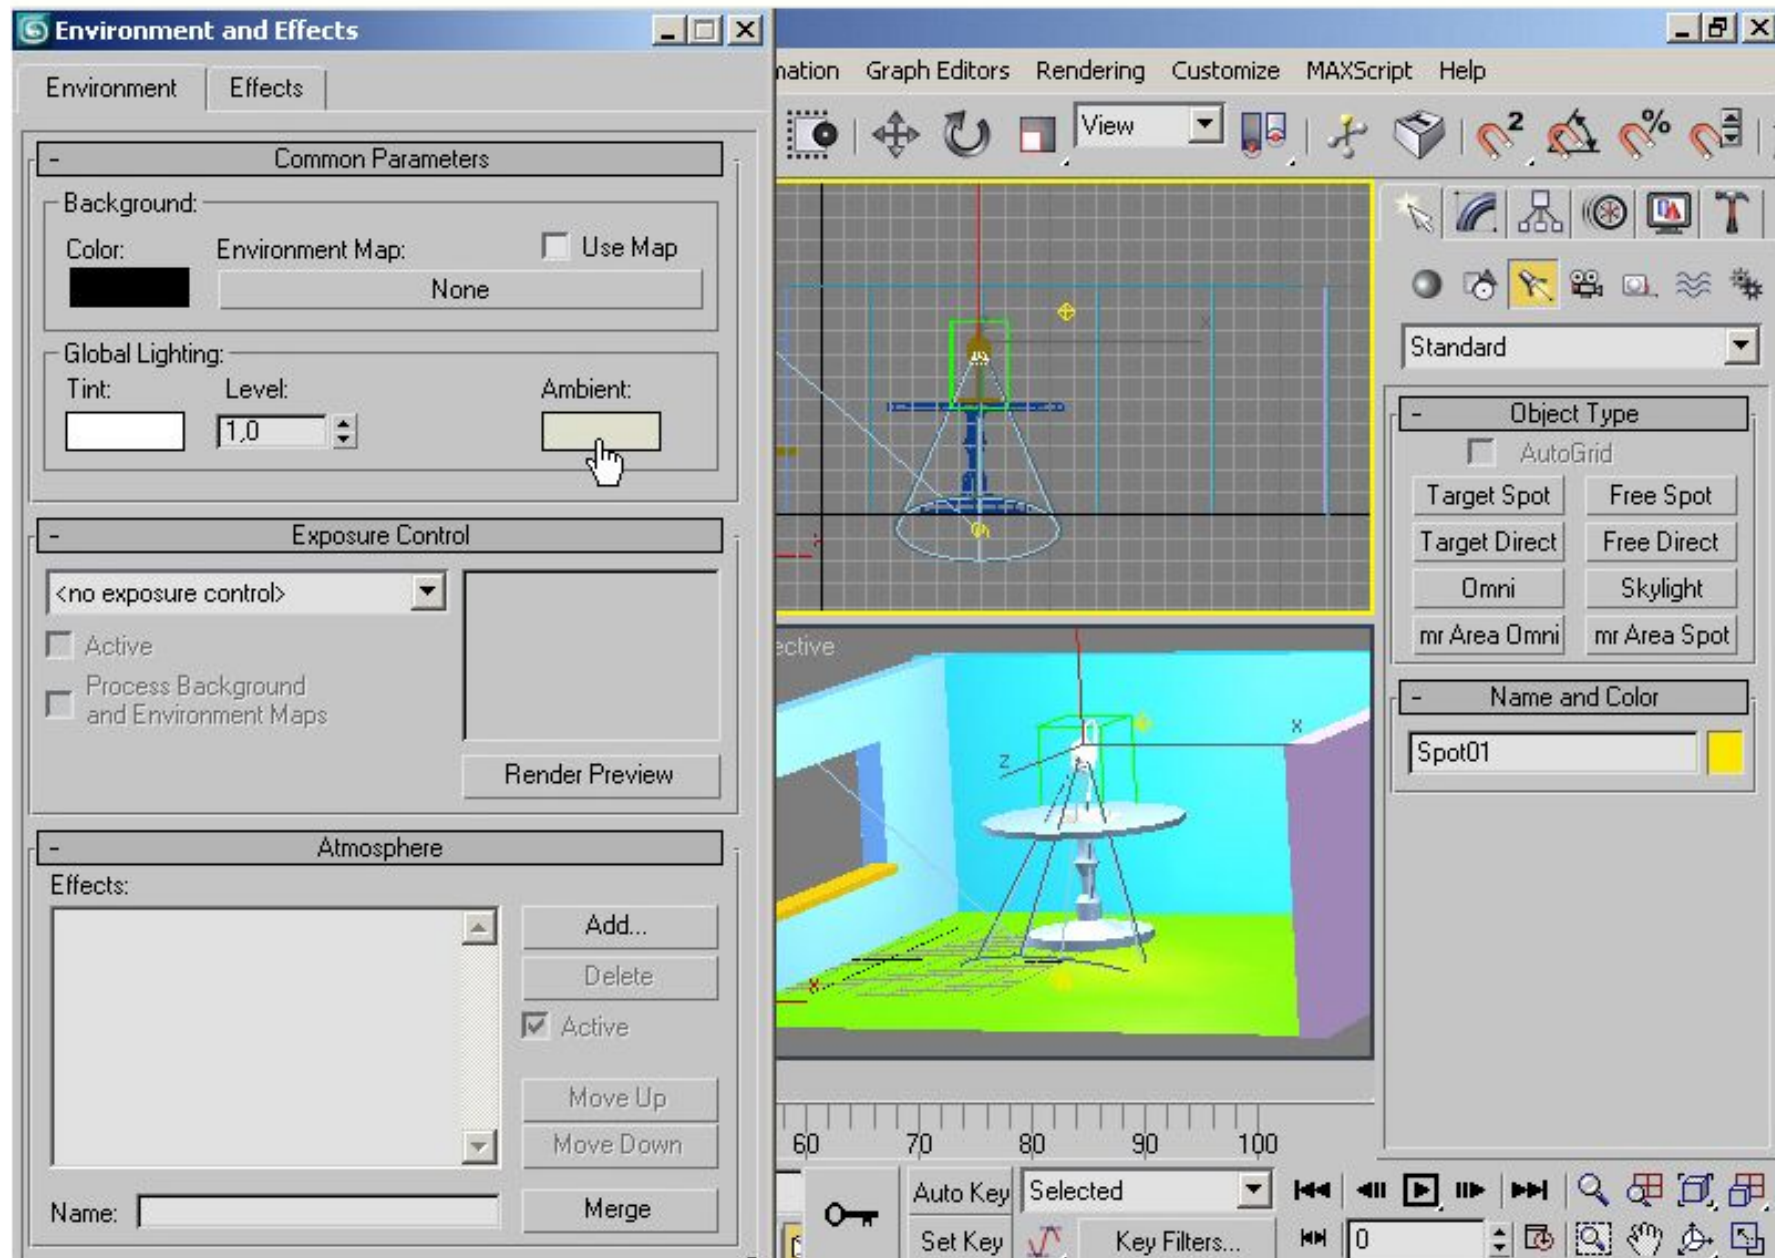 Environment and Effects
Environment
Effects
- Common Parameters
Background:
Color:
Environment Map:
Use Map
None
Global Lighting:
Tint:
Level:
Ambient:
1,0
- Exposure Control
<no exposure control>
Active
Process Background
and Environment Maps
Render Preview
- Atmosphere
Effects:
Add...
Delete
Active
Move Up
Move Down
Name:
Merge
mation Graph Editors Rendering Customize MAXScript Help
View
2
%
x
ective
x
z
x
60 70 80 90 100
Auto Key
Selected
Set Key
Key Filters...
0
Standard
- Object Type
AutoGrid
Target Spot
Free Spot
Target Direct
Free Direct
Omni
Skylight
mr Area Omni
mr Area Spot
- Name and Color
Spot01